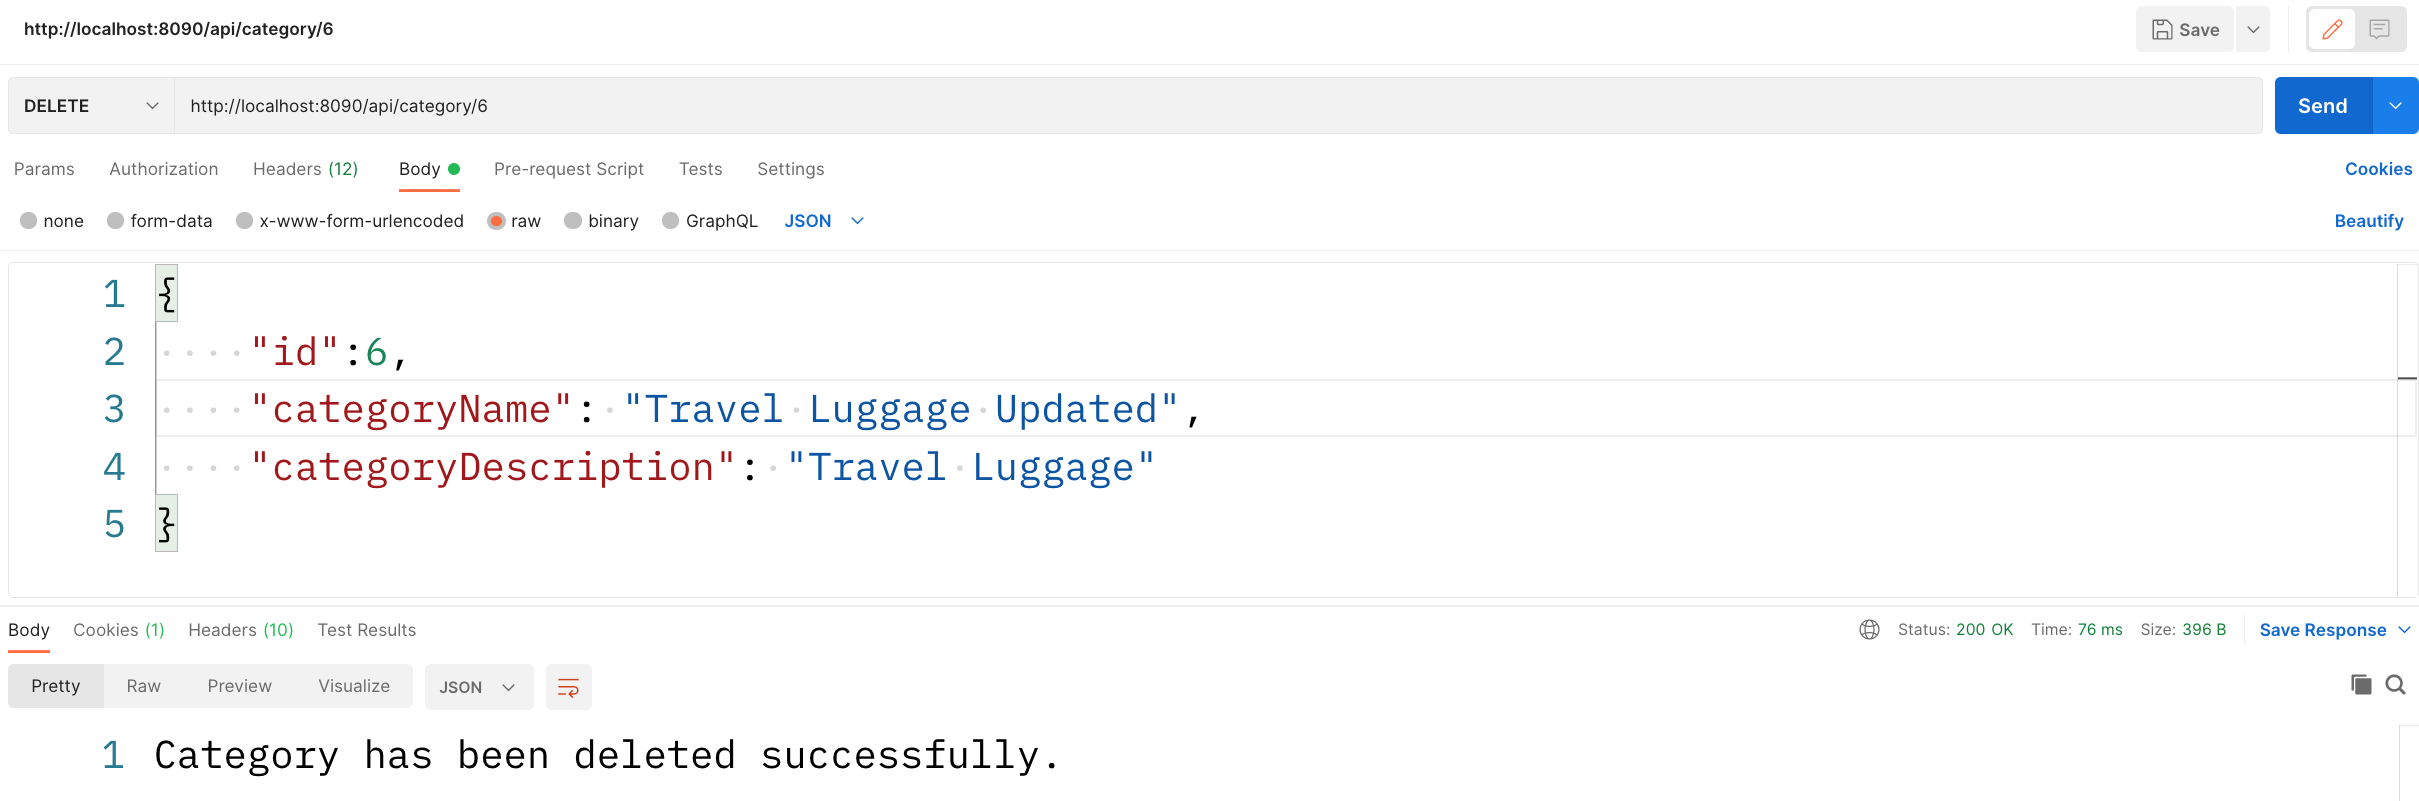 http://localhost:8090/api/category/6
Save
DELETE http://localhost:8090/api/category/6 Send
Params Authorization Headers (12) Body Pre-request Script Tests Settings Cookies
none form-data x-www-form-urlencoded raw binary GraphQL JSON Beautify
1 {
2 "id":6,
3 "categoryName": "Travel Luggage Updated",
4 "categoryDescription": "Travel Luggage"
5 }
Body Cookies (1) Headers (10) Test Results Status: 200 OK Time: 76 ms Size: 396 B Save Response
Pretty Raw Preview Visualize JSON
1 Category has been deleted successfully.